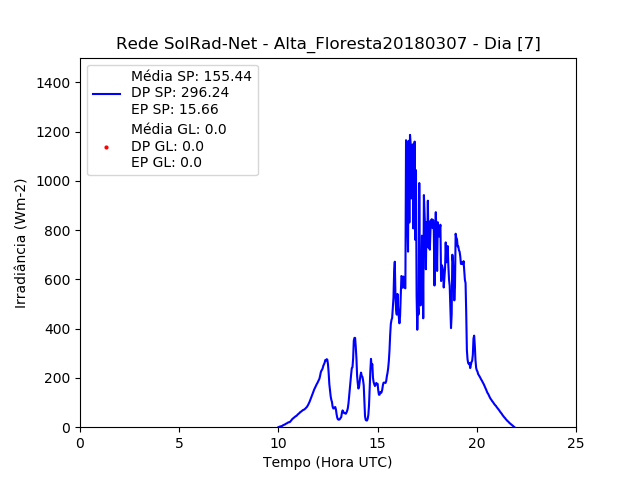 Rede SolRad-Net - Alta_Floresta20180307 - Dia [7]
Média SP: 155.44
DP SP: 296.24
EP SP: 15.66
Média GL: 0.0
DP GL: 0.0
EP GL: 0.0
1400
1200
1000
800
600
400
200
0
Irradiância (Wm-2)
0 5 10 15 20 25
Tempo (Hora UTC)